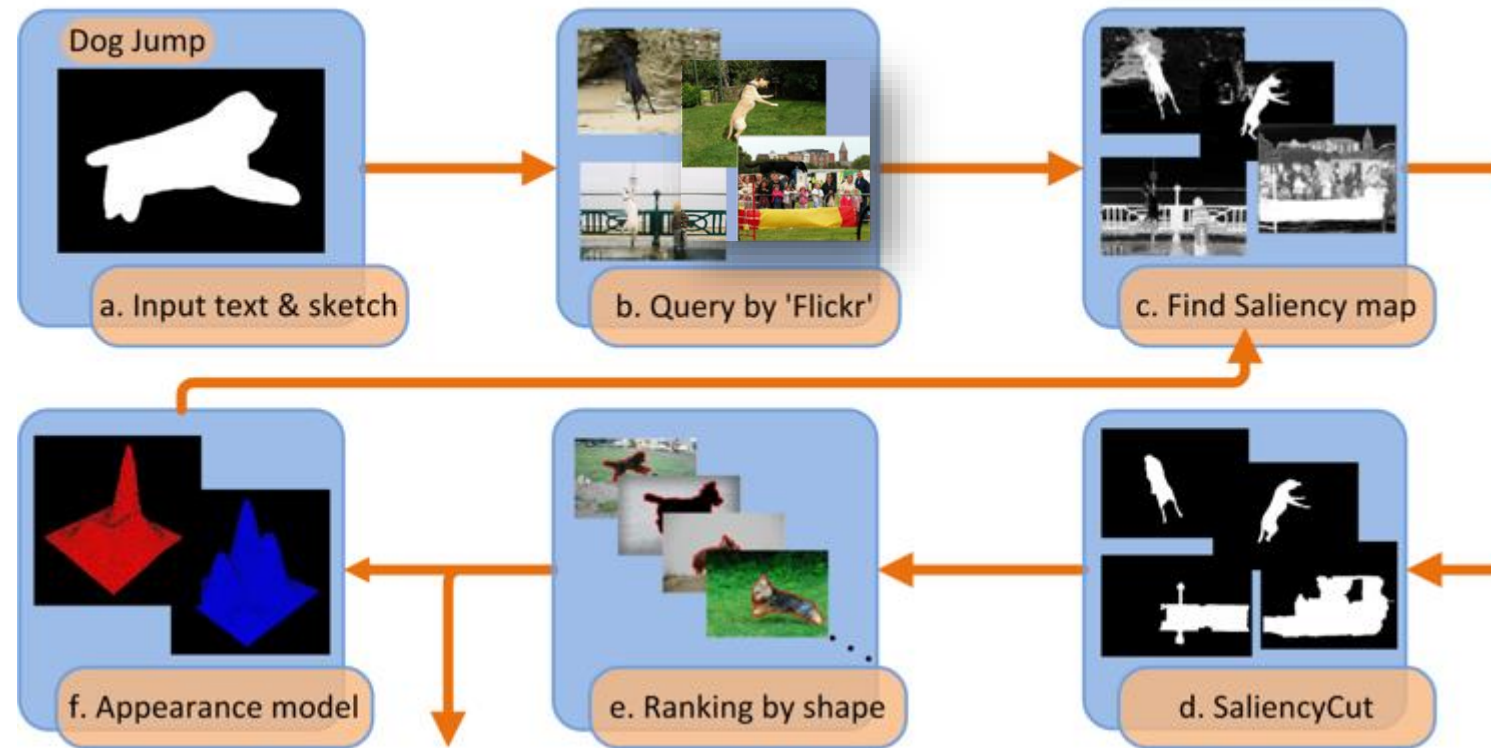 Dog Jump
a. Input text & sketch
b. Query by 'Flickr'
c. Find Saliency map
f. Appearance model
e. Ranking by shape
d. SaliencyCut